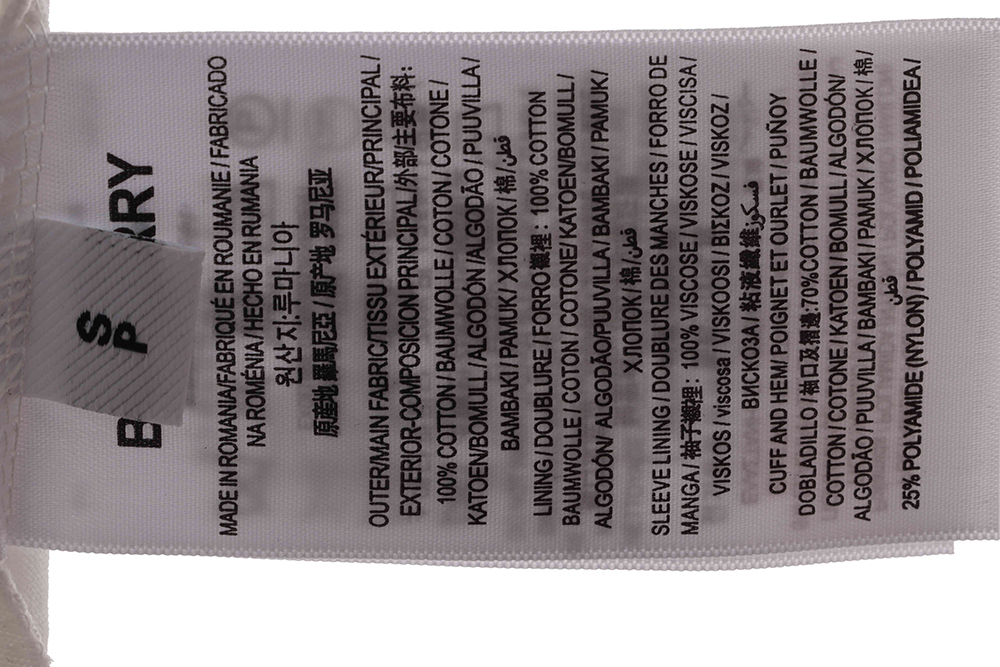 B RRY
S
P
MADE IN ROMANIA/FABRIQUÉ EN ROUMANIE / FABRICADO
NA ROMÉNIA / HECHO EN RUMANIA
원산지:루마니아
原産地 羅馬尼亞 / 原产地 罗马尼亚
OUTER/MAIN FABRIC/TISSU EXTÉRIEUR/PRINCIPAL/
EXTERIOR-COMPOSICION PRINCIPAL/外部/主要布料:
100% COTTON / BAUMWOLLE / COTON / COTONE /
KATOEN/BOMULL / ALGODÓN /ALGODÃO / PUUVILLA /
BAMBAKI / PAMUK / ХЛОПОК / 棉 / قطن
LINING / DOUBLURE / FORRO 襯裡: 100% COTTON
BAUMWOLLE / COTON / COTONE/ KATOEN/BOMULL/
ALGODÓN/ ALGODÃO/PUUVILLA / BAMBAKI / PAMUK/
ХЛОПОК/ 棉/ قطن
SLEEVE LINING / DOUBLURE DES MANCHES / FORRO DE
MANGA/ 袖子襯裡: 100% VISCOSE / VISKOSE / VISCISA/
VISKOS / viscosa / VISKOOSI / ΒΙΣΚΟΖ / VISKOZ /
ВИСКОЗА / 粘液纖維 فسكوز
CUFF AND HEM/ POIGNET ET OURLET / PUÑOY
DOBLADILLO / 袖口及褶邊:70%COTTON / BAUMWOLLE /
COTTON / COTONE / KATOEN / BOMULL / ALGODÓN/
ALGODÃO / PUUVILLA / BAMBAKI / PAMUK / ХЛОПОК / 棉 /
قطن
25% POLYAMIDE (NYLON) / POLYAMID / POLIAMIDEA/